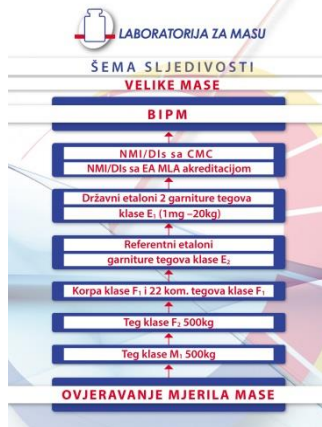 LABORATORIJA ZA MASU
ŠEMA SLJEDIVOSTI
VELIKE MASE
BIPM
NMI/DIs sa CMC
NMI/DIs sa EA MLA akreditacijom
Državni etaloni 2 garniture tegova
klase E₁ (1mg –20kg)
Referentni etaloni
garniture tegova klase E₂
Korpa klase F₁ i 22 kom. tegova klase F₁
Teg klase F₂ 500kg
Teg klase M₁ 500kg
OVJERAVANJE MJERILA MASE